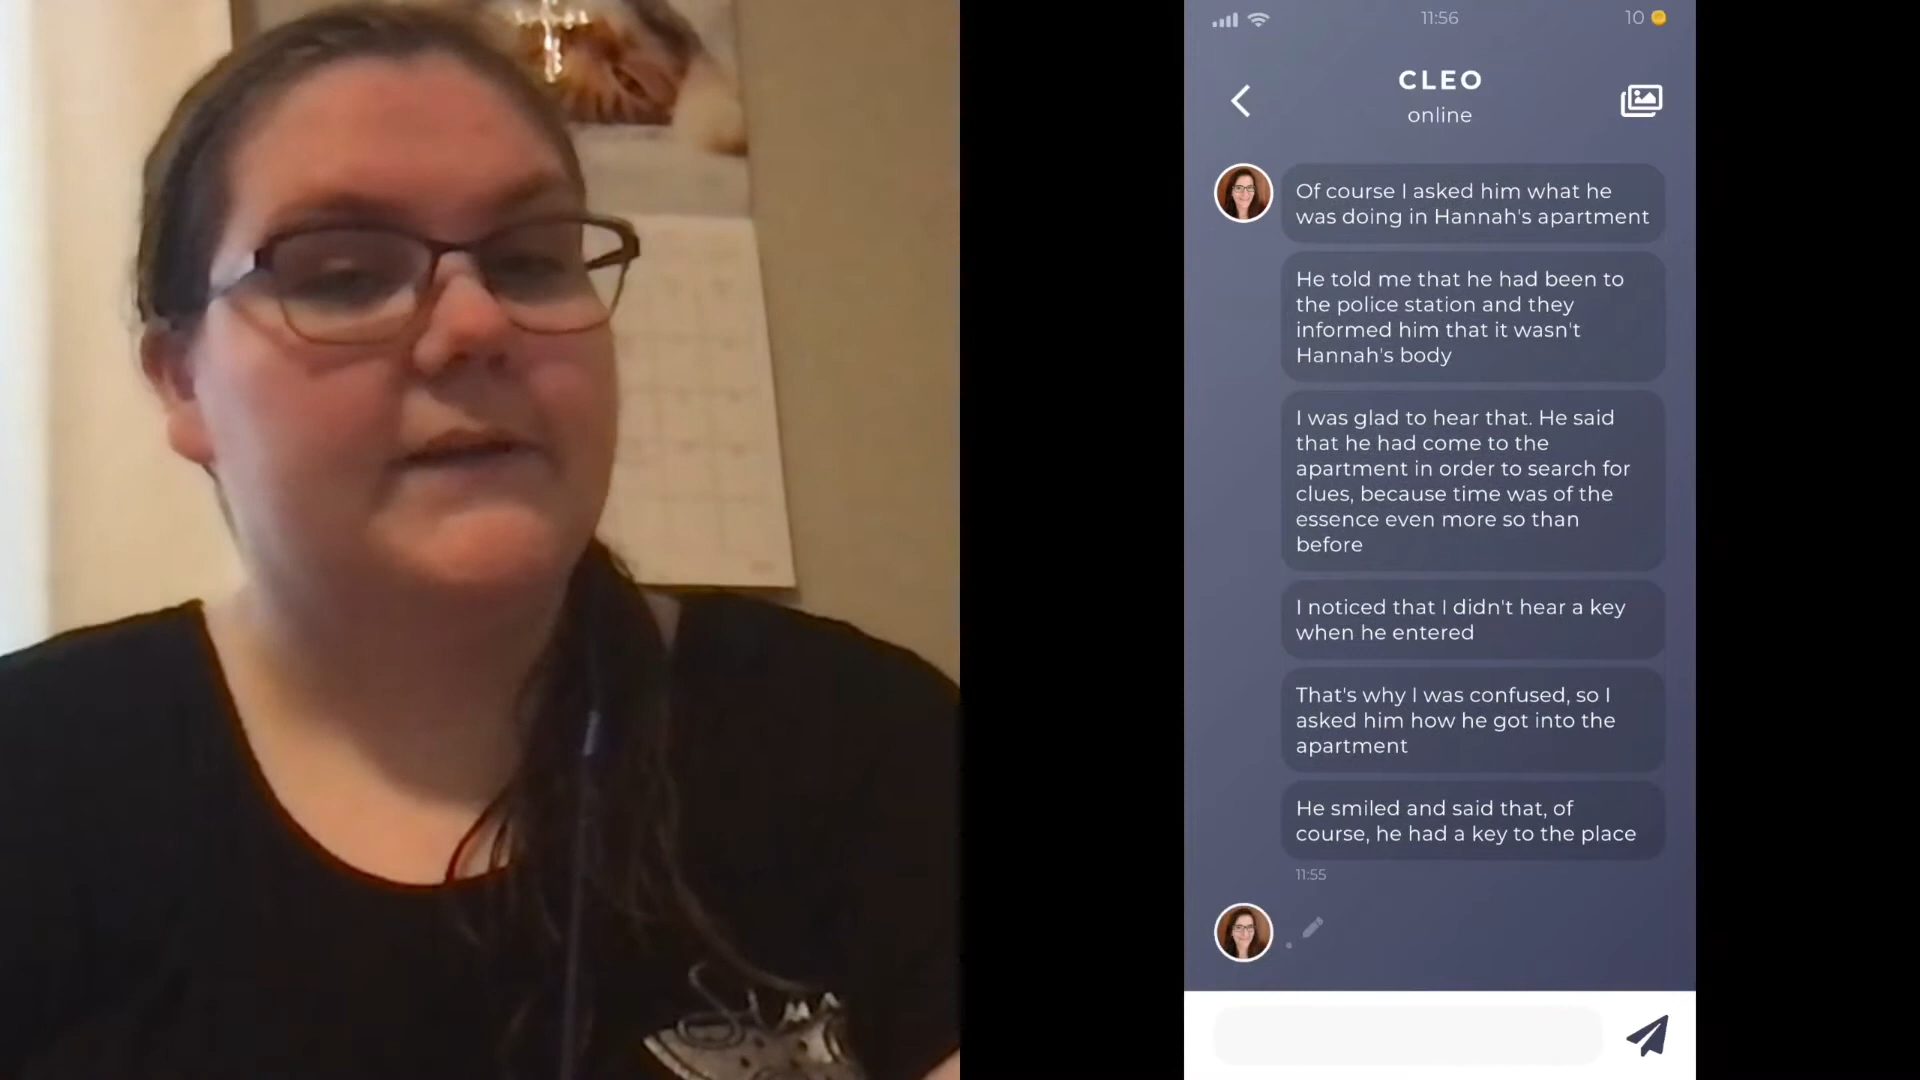 11:56
10
CLEO
online
Of course I asked him what he
was doing in Hannah's apartment
He told me that he had been to
the police station and they
informed him that it wasn't
Hannah's body
I was glad to hear that. He said
that he had come to the
apartment in order to search for
clues, because time was of the
essence even more so than
before
I noticed that I didn't hear a key
when he entered
That's why I was confused, so I
asked him how he got into the
apartment
He smiled and said that, of
course, he had a key to the place
11:55